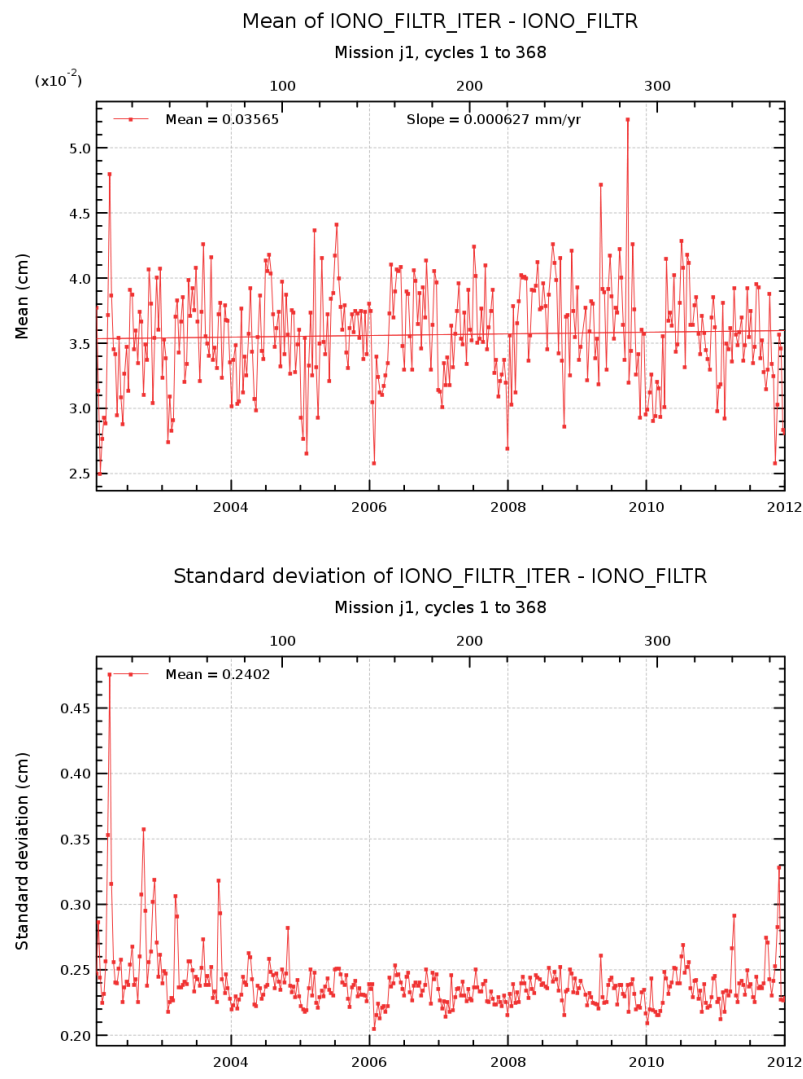 Mean of IONO_FILTR_ITER - IONO_FILTR
Mission j1, cycles 1 to 368
(x10⁻²)
100 200 300
Mean = 0.03565 Slope = 0.000627 mm/yr
5.0
4.5
4.0
3.5
3.0
2.5
Mean (cm)
2004 2006 2008 2010 2012
Standard deviation of IONO_FILTR_ITER - IONO_FILTR
Mission j1, cycles 1 to 368
100 200 300
Mean = 0.2402
0.45
0.40
0.35
0.30
0.25
0.20
Standard deviation (cm)
2004 2006 2008 2010 2012